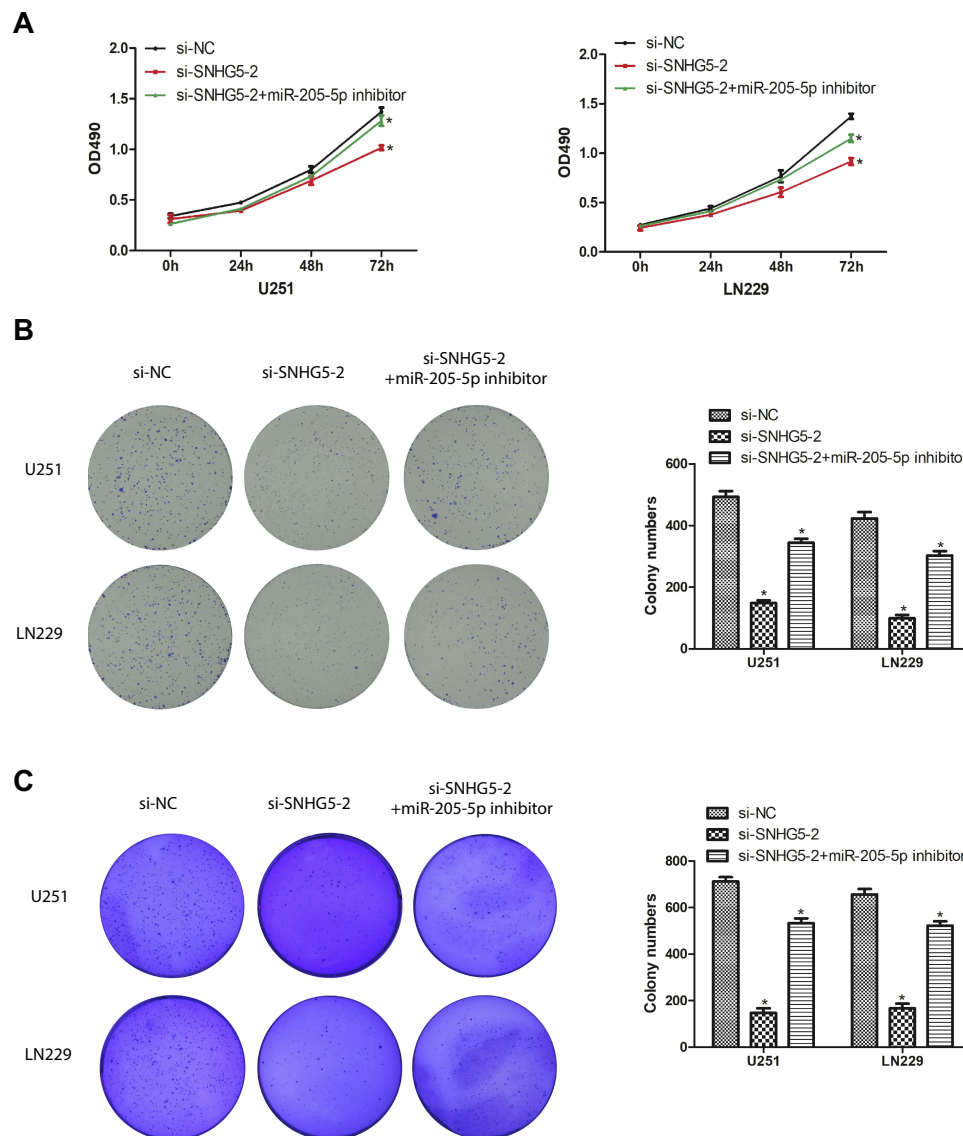 A
si-NC
si-SNHG5-2
si-SNHG5-2+miR-205-5p inhibitor
2.0
1.5
1.0
0.5
0.0
OD490
*
*
0h 24h 48h 72h
U251
si-NC
si-SNHG5-2
si-SNHG5-2+miR-205-5p inhibitor
2.0
1.5
1.0
0.5
0.0
OD490
*
*
0h 24h 48h 72h
LN229
B
si-NC
si-SNHG5-2
si-SNHG5-2
+miR-205-5p inhibitor
U251
LN229
si-NC
si-SNHG5-2
si-SNHG5-2+miR-205-5p inhibitor
600
400
200
0
Colony numbers
* * * *
U251 LN229
C
si-NC
si-SNHG5-2
si-SNHG5-2
+miR-205-5p inhibitor
U251
LN229
si-NC
si-SNHG5-2
si-SNHG5-2+miR-205-5p inhibitor
800
600
400
200
0
Colony numbers
* * * *
U251 LN229